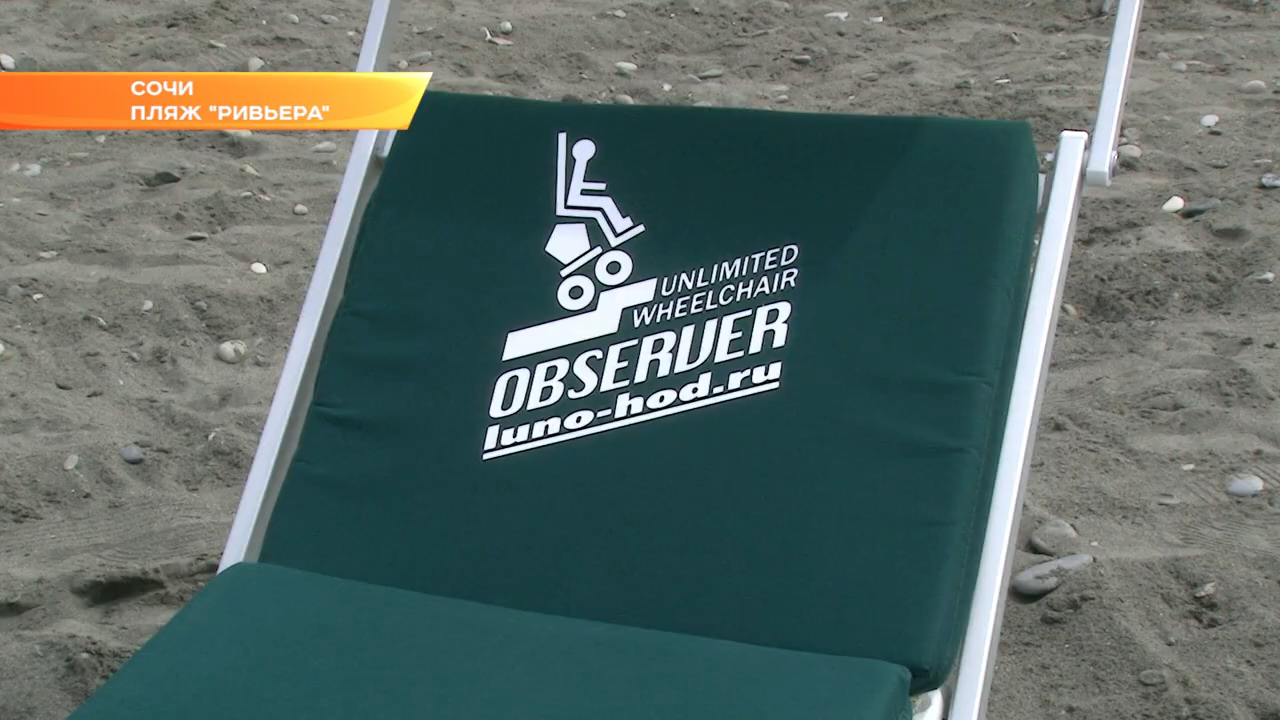 СОЧИ
ПЛЯЖ "РИВЬЕРА"
UNLIMITED
WHEELCHAIR
OBSERVER
luno-hod.ru